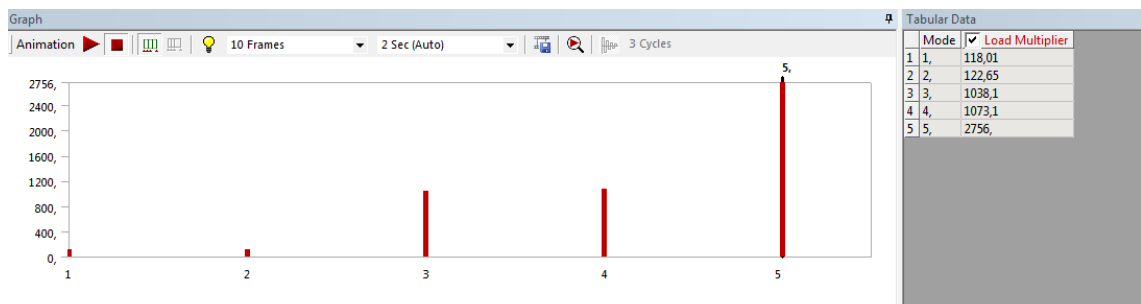 Graph
Animation 10 Frames 2 Sec (Auto) 3 Cycles
5,
2756,
2400,
2000,
1600,
1200,
800,
400,
0,
1 2 3 4 5
Tabular Data
Mode Load Multiplier
1 1, 118,01
2 2, 122,65
3 3, 1038,1
4 4, 1073,1
5 5, 2756,